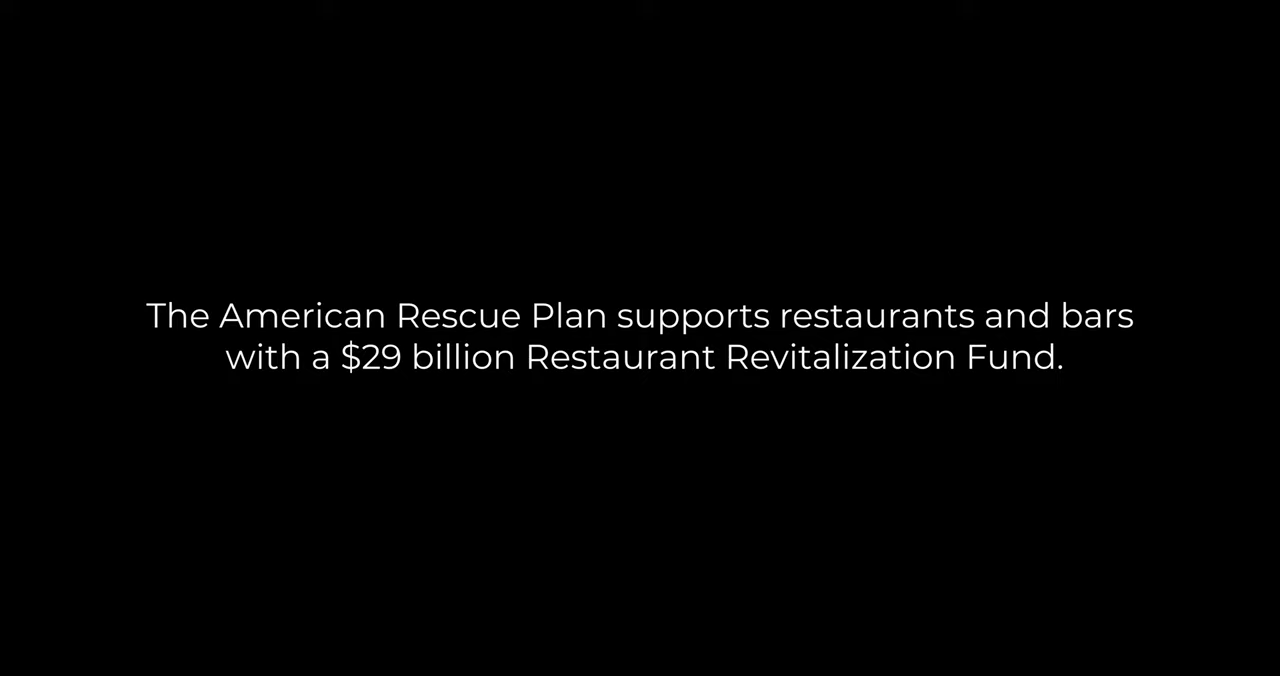 The American Rescue Plan supports restaurants and bars
with a $29 billion Restaurant Revitalization Fund.